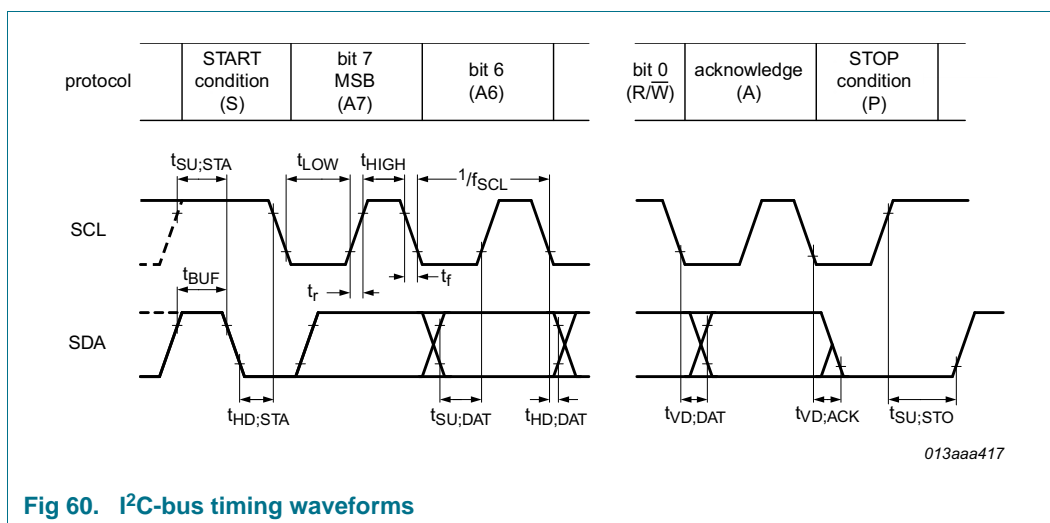 protocol
START
condition
(S)
bit 7
MSB
(A7)
bit 6
(A6)
bit 0
(R/W̅)
acknowledge
(A)
STOP
condition
(P)
tSU;STA
tLOW
tHIGH
1/fSCL
SCL
tBUF
tr
tf
SDA
tHD;STA
tSU;DAT
tHD;DAT
tVD;DAT
tVD;ACK
tSU;STO
013aaa417
Fig 60. I²C-bus timing waveforms